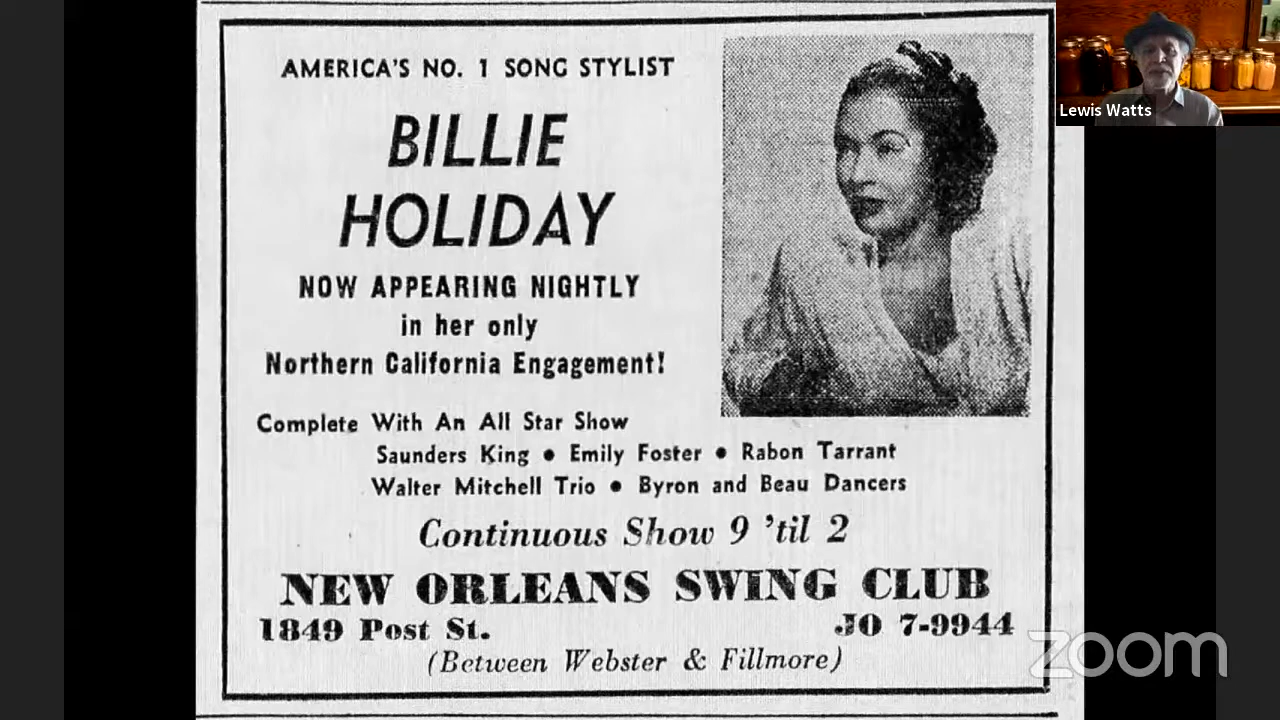 AMERICA'S NO. 1 SONG STYLIST
BILLIE
HOLIDAY
NOW APPEARING NIGHTLY
in her only
Northern California Engagement!
Complete With An All Star Show
Saunders King • Emily Foster • Rabon Tarrant
Walter Mitchell Trio • Byron and Beau Dancers
Continuous Show 9 'til 2
NEW ORLEANS SWING CLUB
1849 Post St. JO 7-9944
(Between Webster & Fillmore)
Lewis Watts
zoom